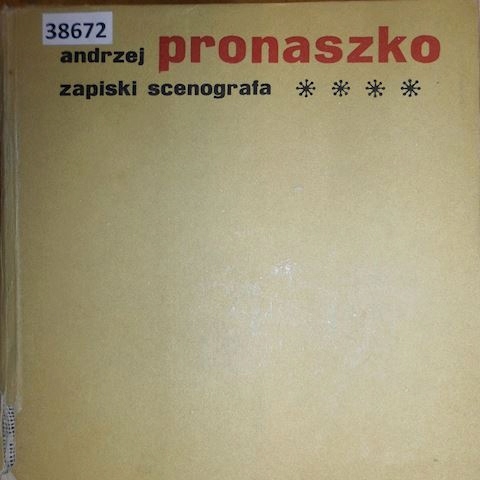 38672
andrzej pronaszko
zapiski scenografa ＊ ＊ ＊ ＊